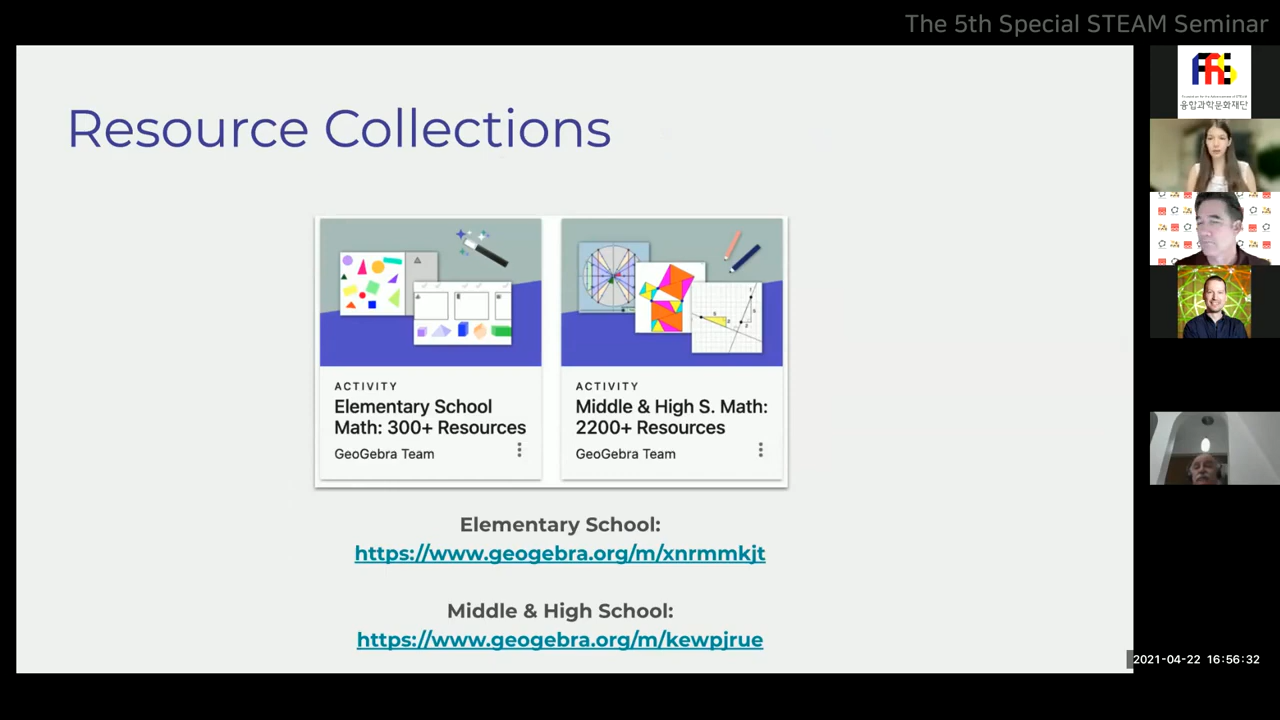 The 5th Special STEAM Seminar
Resource Collections
ACTIVITY
Elementary School
Math: 300+ Resources
GeoGebra Team
ACTIVITY
Middle & High S. Math:
2200+ Resources
GeoGebra Team
Elementary School:
https://www.geogebra.org/m/xnrmmkjt
Middle & High School:
https://www.geogebra.org/m/kewpjrue
융합과학문화재단
2021-04-22 16:56:32